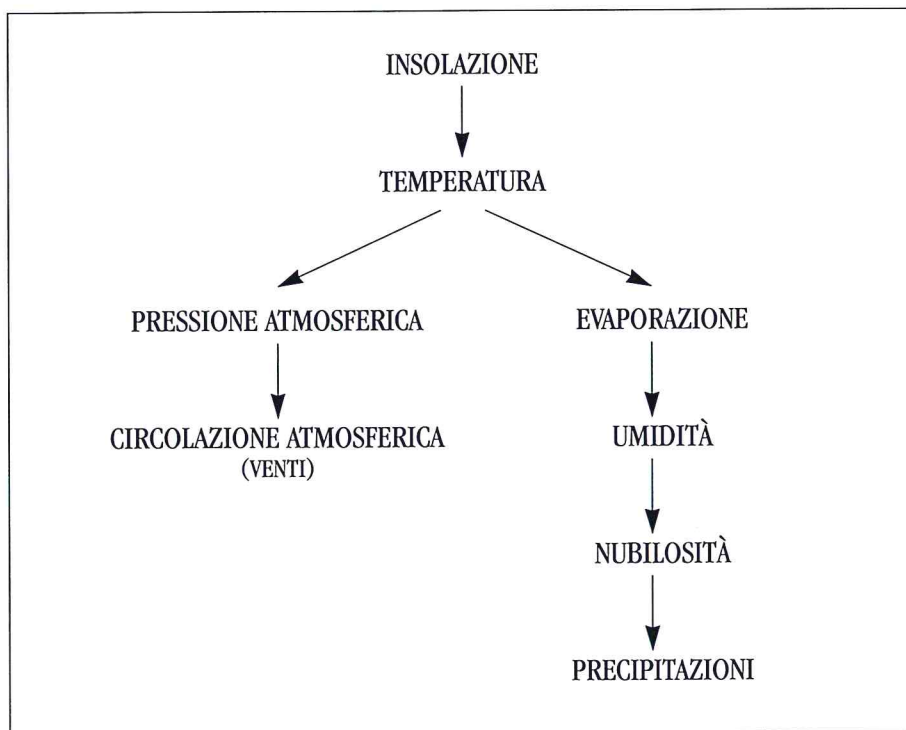 INSOLAZIONE
TEMPERATURA
PRESSIONE ATMOSFERICA
EVAPORAZIONE
CIRCOLAZIONE ATMOSFERICA
(VENTI)
UMIDITÀ
NUBILOSITÀ
PRECIPITAZIONI